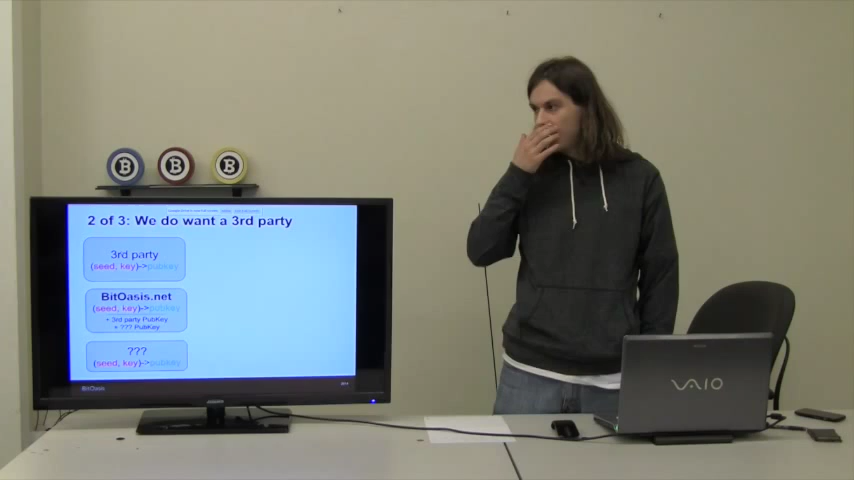 2 of 3: We do want a 3rd party
3rd party
(seed, key)->pubkey
BitOasis.net
(seed, key)->pubkey
+ 3rd party PubKey
+ ??? PubKey
???
(seed, key)->pubkey
BitOasis
VAIO